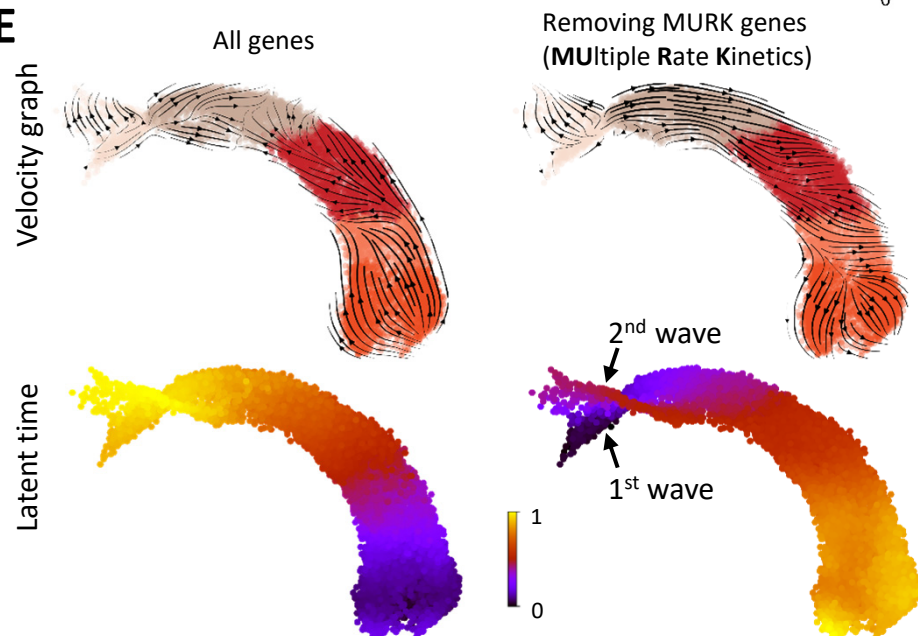 E
All genes
Removing MURK genes
(MUltiple Rate Kinetics)
Velocity graph
Latent time
2nd wave
1st wave
1
0